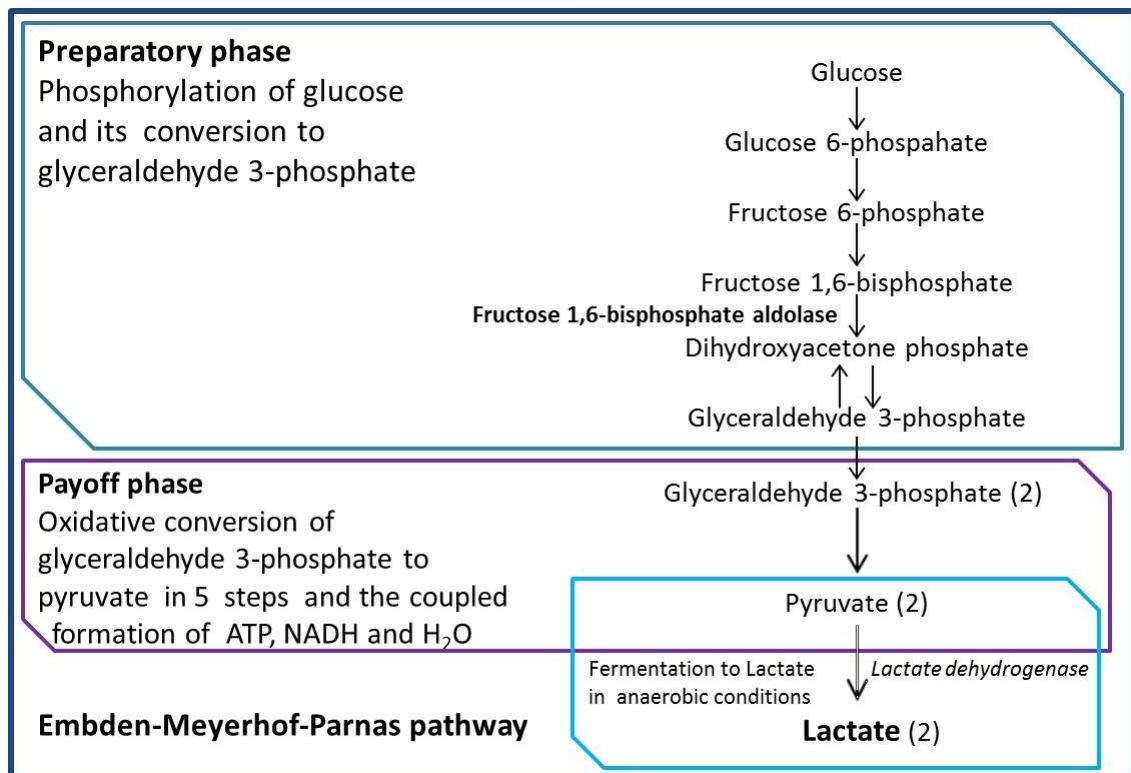 Preparatory phase
Phosphorylation of glucose
and its conversion to
glyceraldehyde 3-phosphate
Glucose
Glucose 6-phospahate
Fructose 6-phosphate
Fructose 1,6-bisphosphate
Fructose 1,6-bisphosphate aldolase
Dihydroxyacetone phosphate
Glyceraldehyde 3-phosphate
Payoff phase
Oxidative conversion of
glyceraldehyde 3-phosphate to
pyruvate in 5 steps and the coupled
formation of ATP, NADH and H₂O
Glyceraldehyde 3-phosphate (2)
Pyruvate (2)
Fermentation to Lactate
in anaerobic conditions
Lactate dehydrogenase
Lactate (2)
Embden-Meyerhof-Parnas pathway